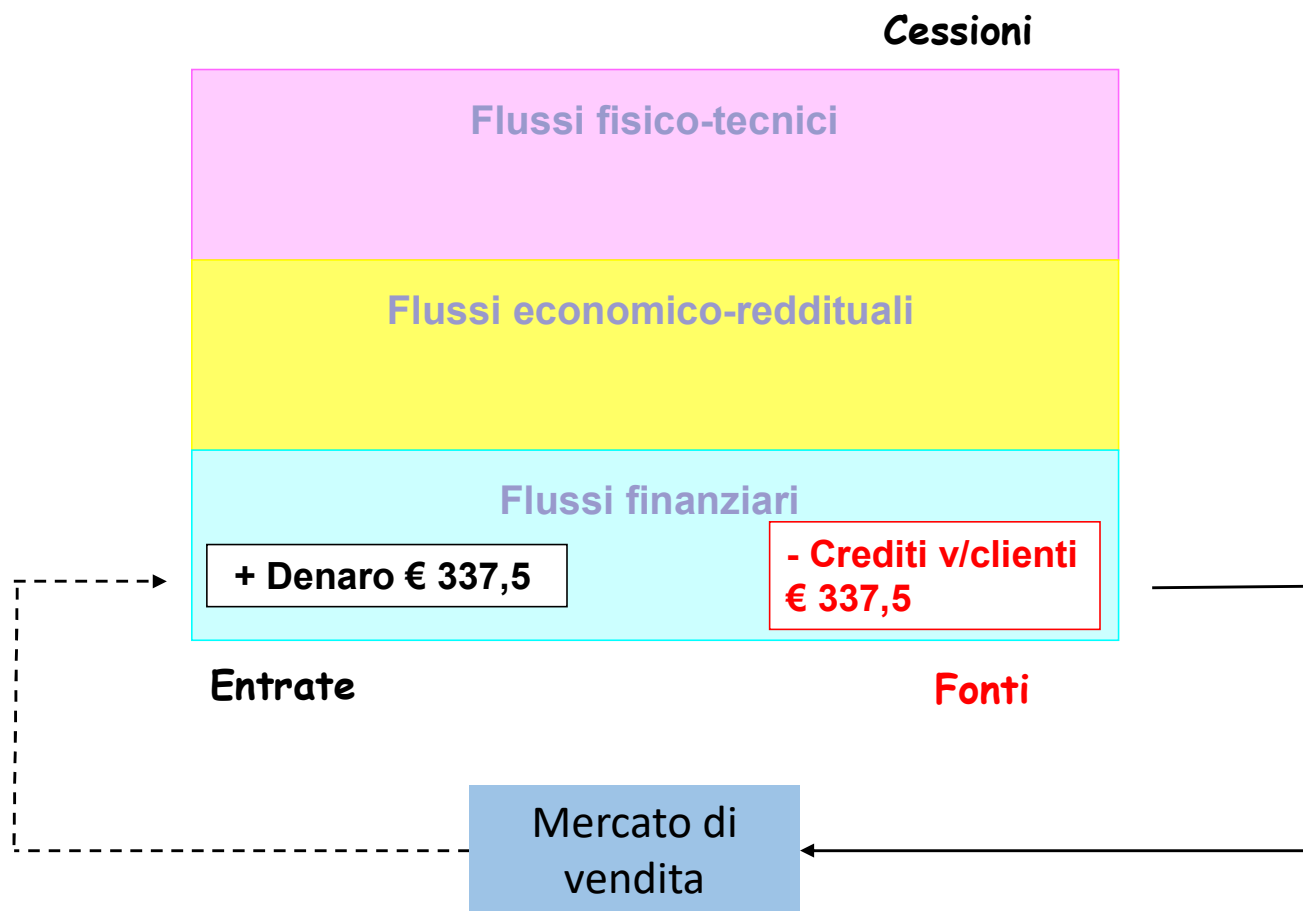 Cessioni
Flussi fisico-tecnici
Flussi economico-reddituali
Flussi finanziari
+ Denaro € 337,5
- Crediti v/clienti
€ 337,5
Entrate
Fonti
Mercato di
vendita